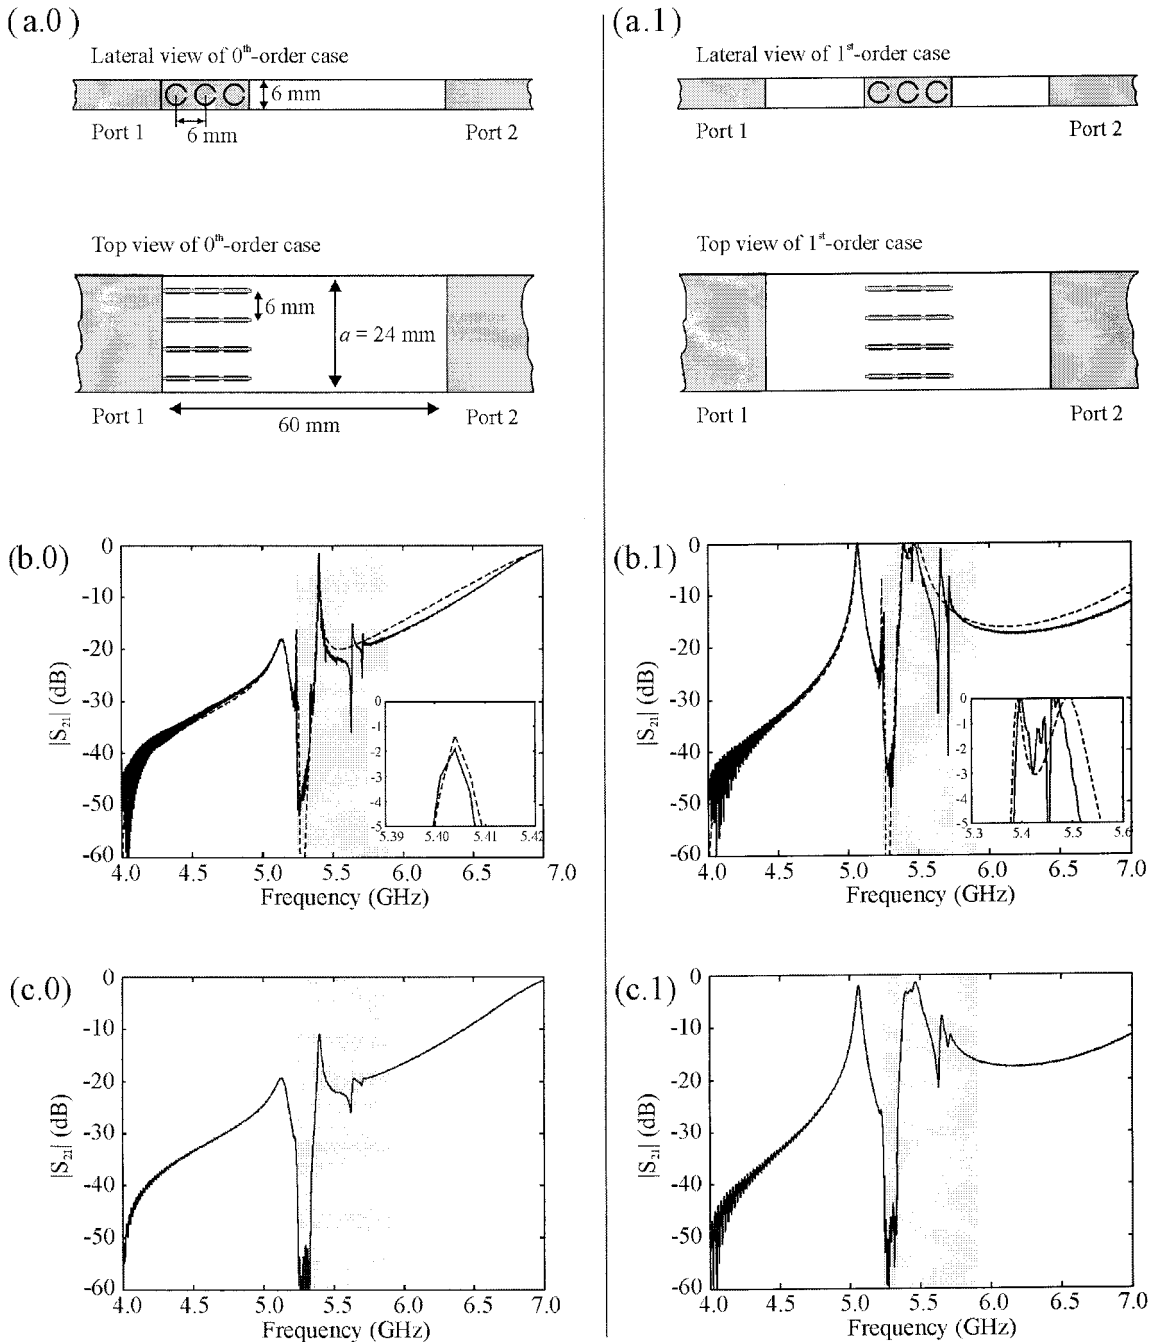 (a.0)
Lateral view of 0th-order case
6 mm
Port 1
6 mm
Port 2
Top view of 0th-order case
6 mm
a = 24 mm
Port 1
60 mm
Port 2
(a.1)
Lateral view of 1st-order case
Port 1
Port 2
Top view of 1st-order case
Port 1
Port 2
(b.0)
|S21| (dB)
0
-10
-20
-30
-40
-50
-60
4.0 4.5 5.0 5.5 6.0 6.5 7.0
Frequency (GHz)
0
-1
-2
-3
-4
-5
5.39 5.40 5.41 5.42
(b.1)
|S21| (dB)
0
-10
-20
-30
-40
-50
-60
4.0 4.5 5.0 5.5 6.0 6.5 7.0
Frequency (GHz)
0
-1
-2
-3
-4
-5
5.3 5.4 5.5 5.6
(c.0)
|S21| (dB)
0
-10
-20
-30
-40
-50
-60
4.0 4.5 5.0 5.5 6.0 6.5 7.0
Frequency (GHz)
(c.1)
|S21| (dB)
0
-10
-20
-30
-40
-50
-60
4.0 4.5 5.0 5.5 6.0 6.5 7.0
Frequency (GHz)